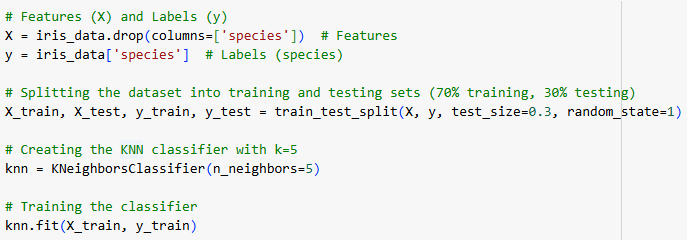 # Features (X) and Labels (y)
X = iris_data.drop(columns=['species'])  # Features
y = iris_data['species']  # Labels (species)
# Splitting the dataset into training and testing sets (70% training, 30% testing)
X_train, X_test, y_train, y_test = train_test_split(X, y, test_size=0.3, random_state=1)
# Creating the KNN classifier with k=5
knn = KNeighborsClassifier(n_neighbors=5)
# Training the classifier
knn.fit(X_train, y_train)